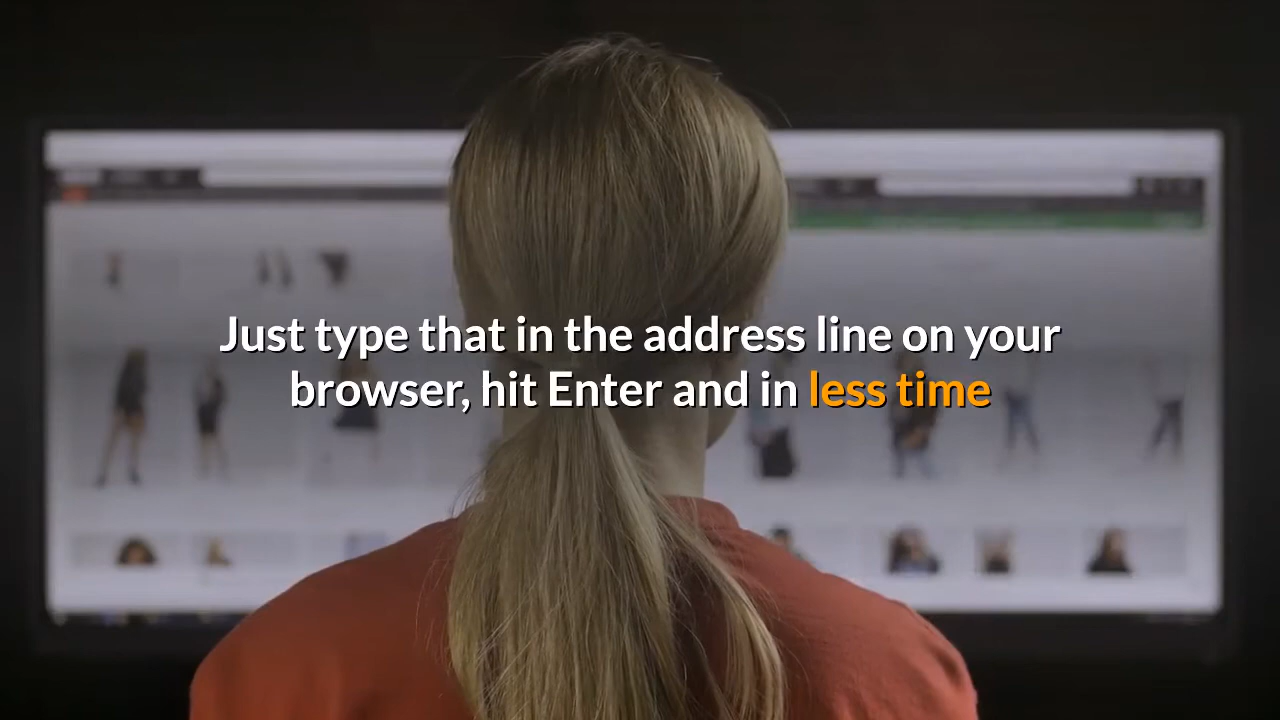 Just type that in the address line on your
browser, hit Enter and in less time